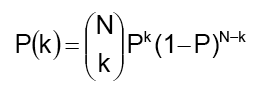 P(k) = (N k) P^k (1–P)^{N–k}